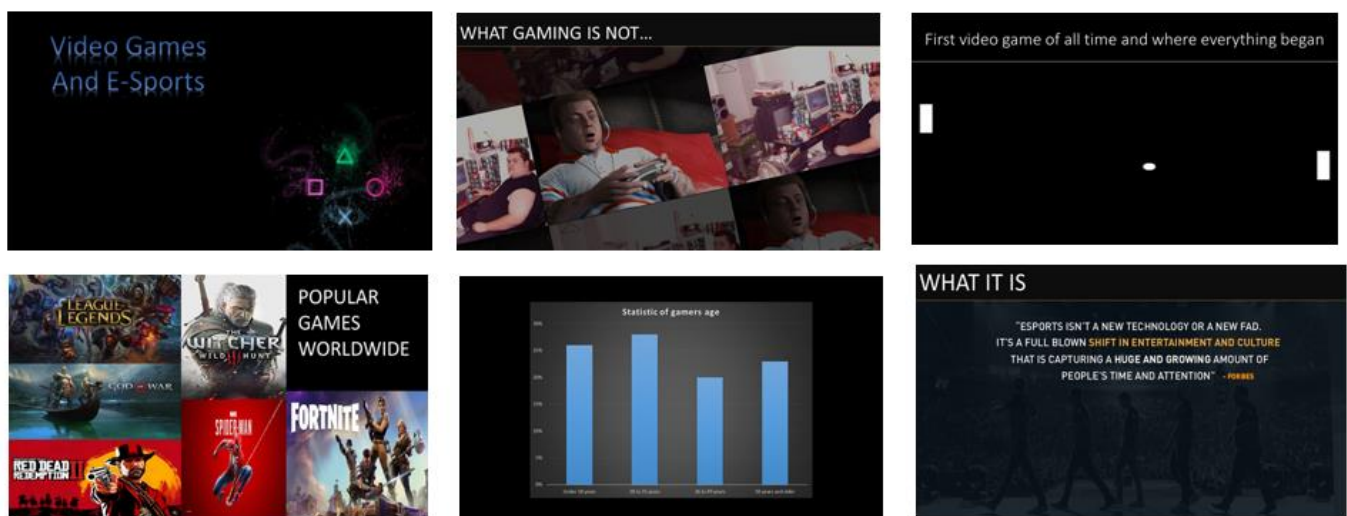 Video Games
And E-Sports
WHAT GAMING IS NOT...
First video game of all time and where everything began
LEAGUE
LEGENDS
THE
WITCHER
WILD HUNT
POPULAR
GAMES
WORLDWIDE
GOD WAR
SPIDER-MAN
FORTNITE
RED DEAD
REDEMPTION II
Statistic of gamers age
WHAT IT IS
"ESPORTS ISN'T A NEW TECHNOLOGY OR A NEW FAD.
IT'S A FULL BLOWN SHIFT IN ENTERTAINMENT AND CULTURE
THAT IS CAPTURING A HUGE AND GROWING AMOUNT OF
PEOPLE'S TIME AND ATTENTION" - FORBES